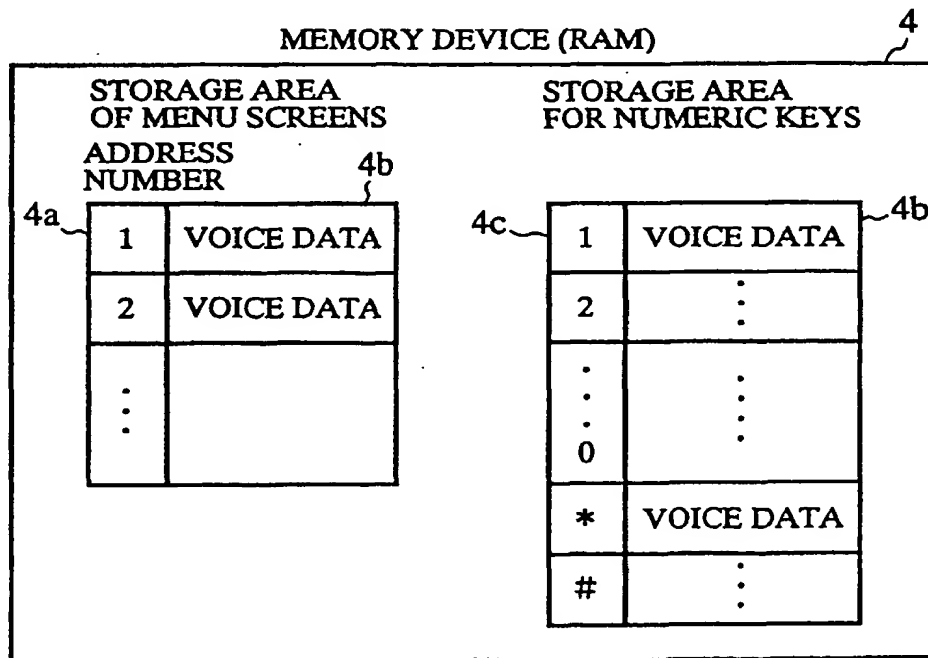 4
MEMORY DEVICE (RAM)
STORAGE AREA
OF MENU SCREENS
ADDRESS
NUMBER
4b
4a
1 VOICE DATA
2 VOICE DATA
STORAGE AREA
FOR NUMERIC KEYS
4b
4c
1 VOICE DATA
2
0
* VOICE DATA
#